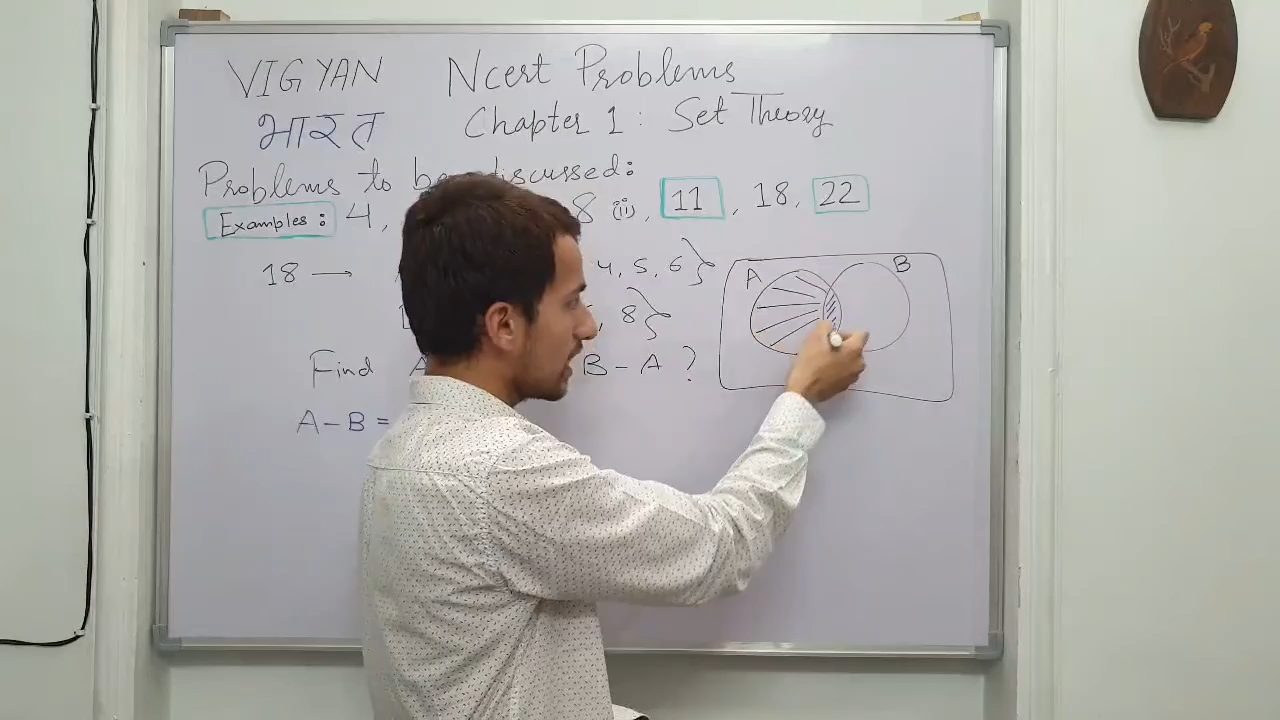 VIGYAN Ncert Problems
भारत Chapter 1 : Set Theory
Problems to be discussed:
Examples : 4, 8 (ii), 11, 18, 22
18 → 4, 5, 6}
, 8}
A B
Find A B - A ?
A - B =